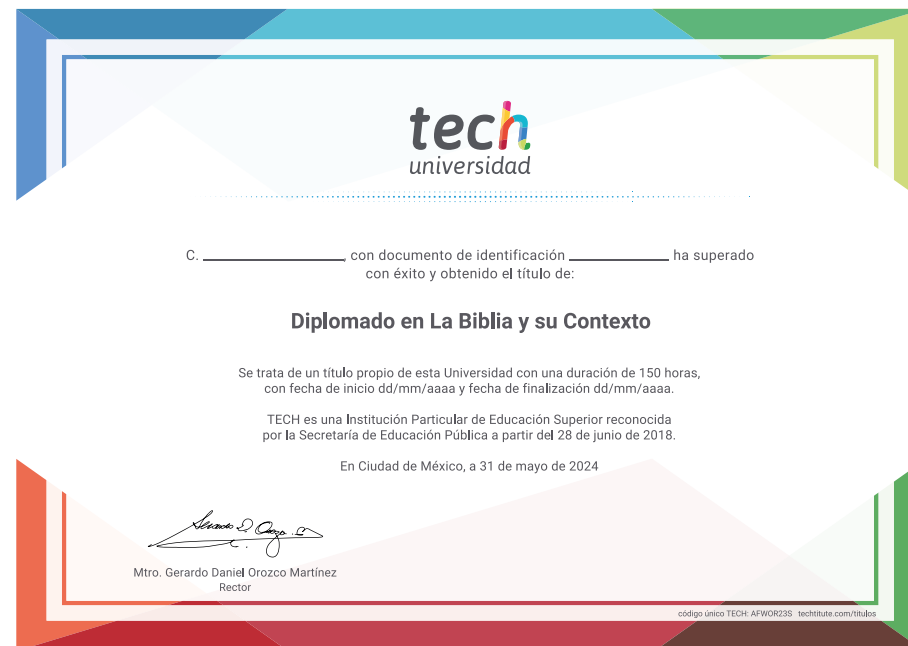 tech
universidad
C. ____________, con documento de identificación ____________ ha superado
con éxito y obtenido el título de:
Diplomado en La Biblia y su Contexto
Se trata de un título propio de esta Universidad con una duración de 150 horas,
con fecha de inicio dd/mm/aaaa y fecha de finalización dd/mm/aaaa.
TECH es una Institución Particular de Educación Superior reconocida
por la Secretaría de Educación Pública a partir del 28 de junio de 2018.
En Ciudad de México, a 31 de mayo de 2024
Mtro. Gerardo Daniel Orozco Martínez
Rector
código único TECH: AFWOR23S techtitute.com/titulos